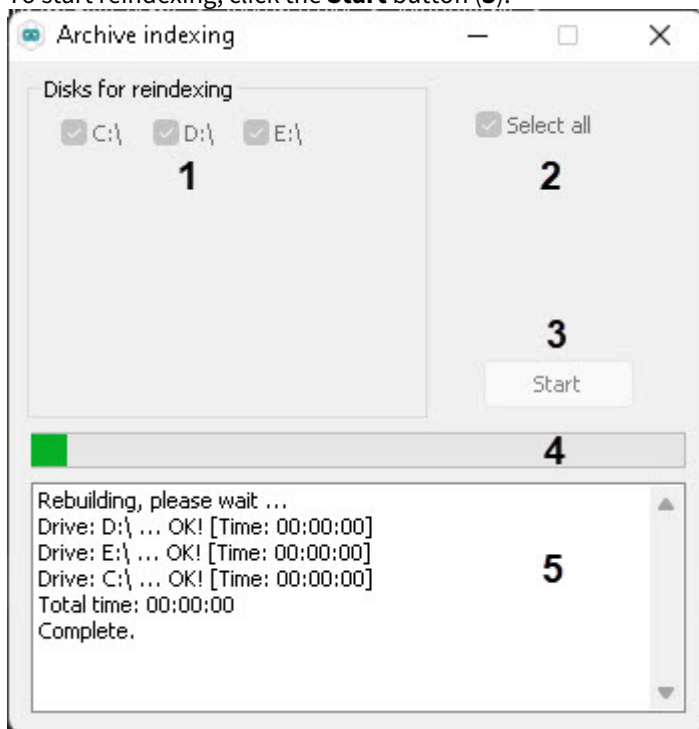 To start reindexing, click the Start button (3).
Archive indexing
Disks for reindexing
C:\ D:\ E:\
Select all
1
2
3
Start
4
Rebuilding, please wait ...
Drive: D:\ ... OK! [Time: 00:00:00]
Drive: E:\ ... OK! [Time: 00:00:00]
Drive: C:\ ... OK! [Time: 00:00:00]
Total time: 00:00:00
Complete.
5